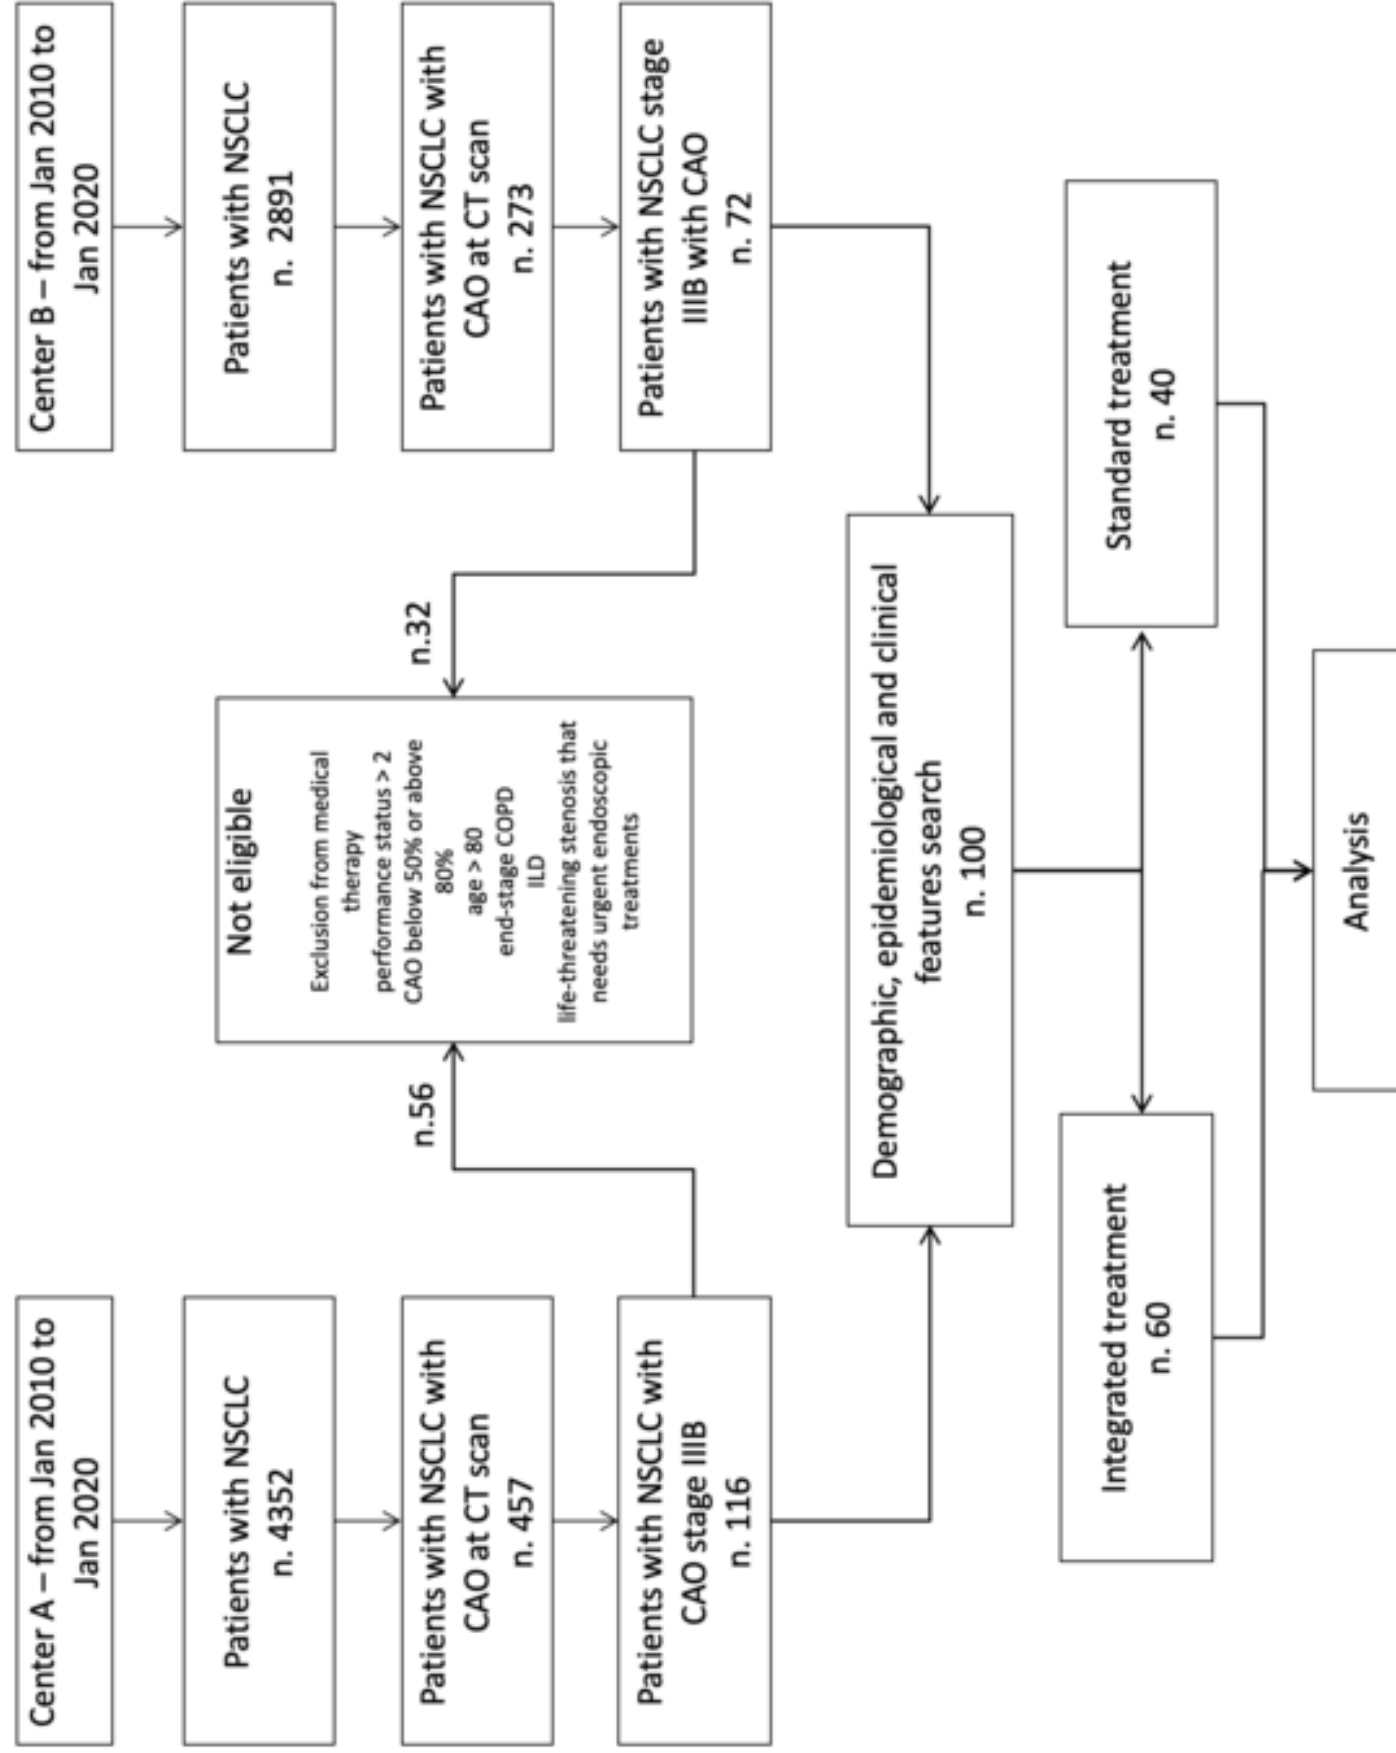 Center A – from Jan 2010 to
Jan 2020
Patients with NSCLC
n. 4352
Patients with NSCLC with
CAO at CT scan
n. 457
Patients with NSCLC with
CAO stage IIIB
n. 116
n.56
Not eligible
Exclusion from medical
therapy
performance status > 2
CAO below 50% or above
80%
age > 80
end-stage COPD
ILD
life-threatening stenosis that
needs urgent endoscopic
treatments
n.32
Center B – from Jan 2010 to
Jan 2020
Patients with NSCLC
n. 2891
Patients with NSCLC with
CAO at CT scan
n. 273
Patients with NSCLC stage
IIIB with CAO
n. 72
Demographic, epidemiological and clinical
features search
n. 100
Integrated treatment
n. 60
Standard treatment
n. 40
Analysis